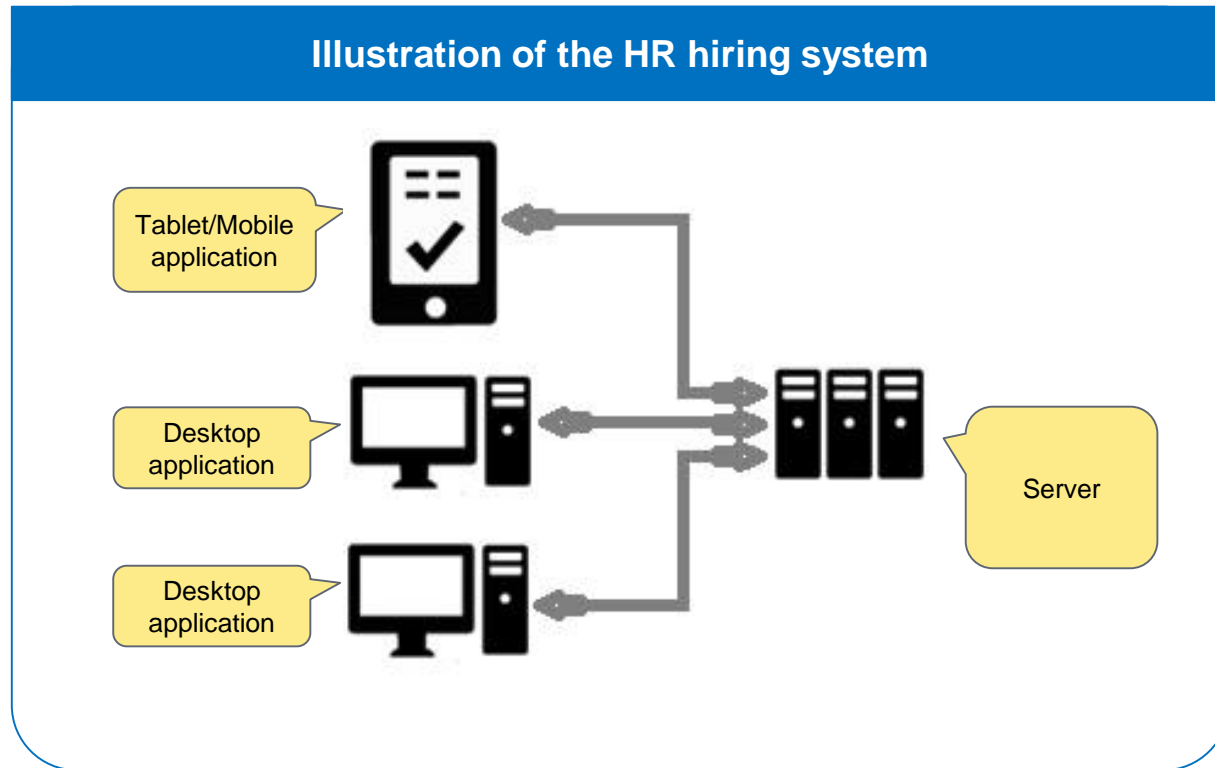 Illustration of the HR hiring system
Tablet/Mobile
application
Desktop
application
Server
Desktop
application